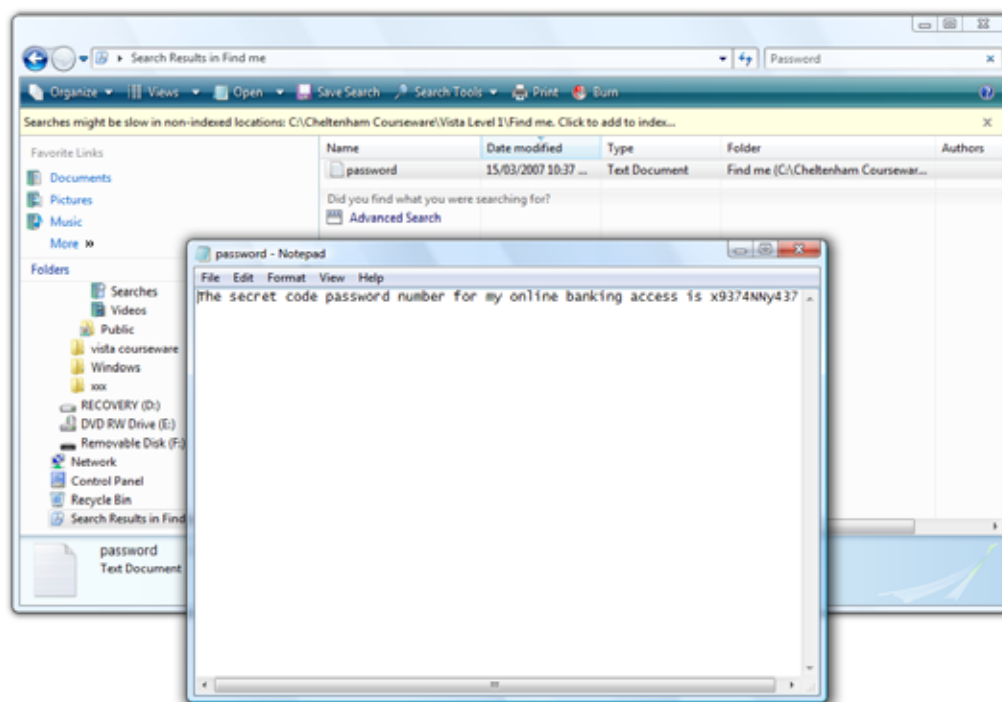 Search Results in Find me
Password
Organize Views Open Save Search Search Tools Print Burn
Searches might be slow in non-indexed locations: C:\Cheltenham Courseware\Vista Level 1\Find me. Click to add to index...
Favorite Links
Documents
Pictures
Music
More »
Folders
Searches
Videos
Public
vista courseware
Windows
xxx
RECOVERY (D:)
DVD RW Drive (E:)
Removable Disk (F:)
Network
Control Panel
Recycle Bin
Search Results in Find
Name Date modified Type Folder Authors
password 15/03/2007 10:37 ... Text Document Find me (C:\Cheltenham Coursewar...
Did you find what you were searching for?
Advanced Search
password - Notepad
File Edit Format View Help
The secret code password number for my online banking access is x9374NNy437
password
Text Document